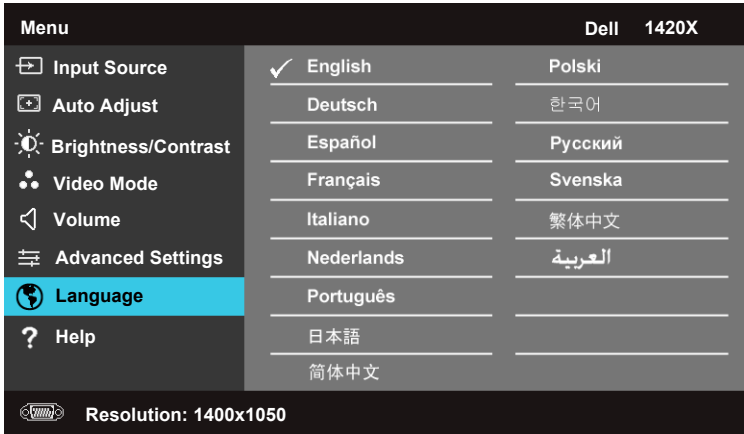 Menu
Dell 1420X
Input Source
Auto Adjust
Brightness/Contrast
Video Mode
Volume
Advanced Settings
Language
? Help
English
Deutsch
Español
Français
Italiano
Nederlands
Português
日本語
简体中文
Polski
한국어
Русский
Svenska
繁体中文
العربية
Resolution: 1400x1050